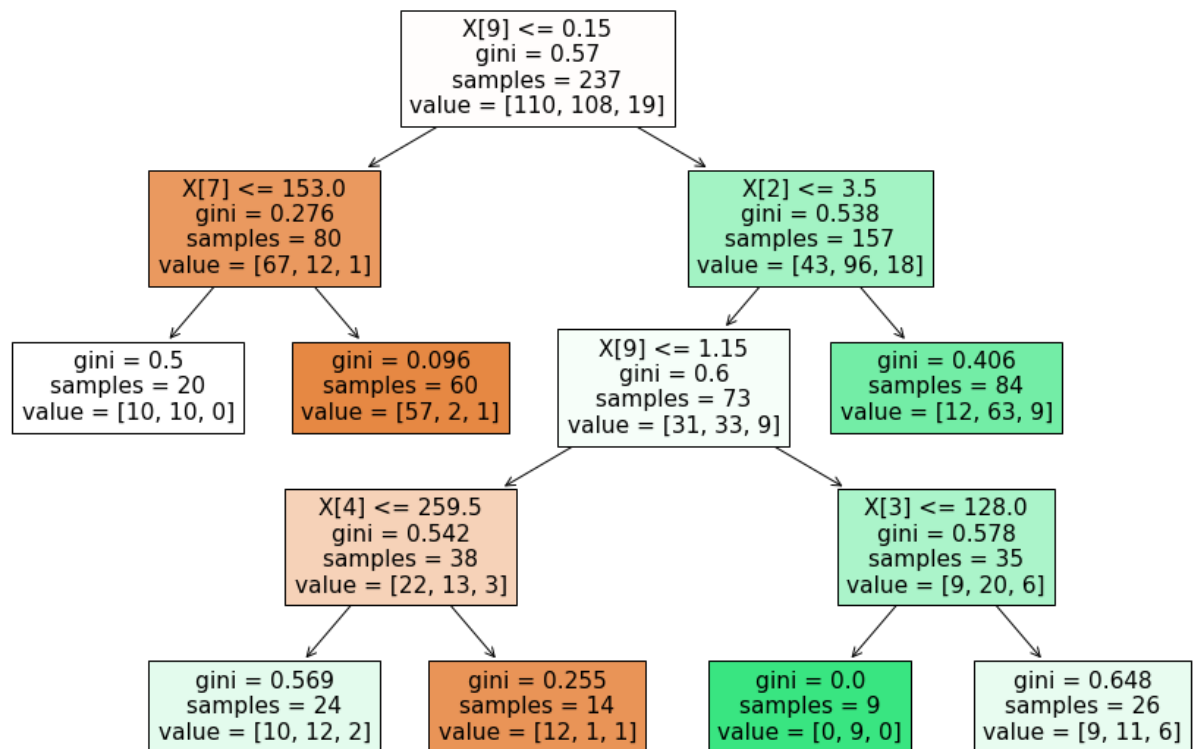 X[9] <= 0.15
gini = 0.57
samples = 237
value = [110, 108, 19]
X[7] <= 153.0
gini = 0.276
samples = 80
value = [67, 12, 1]
X[2] <= 3.5
gini = 0.538
samples = 157
value = [43, 96, 18]
gini = 0.5
samples = 20
value = [10, 10, 0]
gini = 0.096
samples = 60
value = [57, 2, 1]
X[9] <= 1.15
gini = 0.6
samples = 73
value = [31, 33, 9]
gini = 0.406
samples = 84
value = [12, 63, 9]
X[4] <= 259.5
gini = 0.542
samples = 38
value = [22, 13, 3]
X[3] <= 128.0
gini = 0.578
samples = 35
value = [9, 20, 6]
gini = 0.569
samples = 24
value = [10, 12, 2]
gini = 0.255
samples = 14
value = [12, 1, 1]
gini = 0.0
samples = 9
value = [0, 9, 0]
gini = 0.648
samples = 26
value = [9, 11, 6]